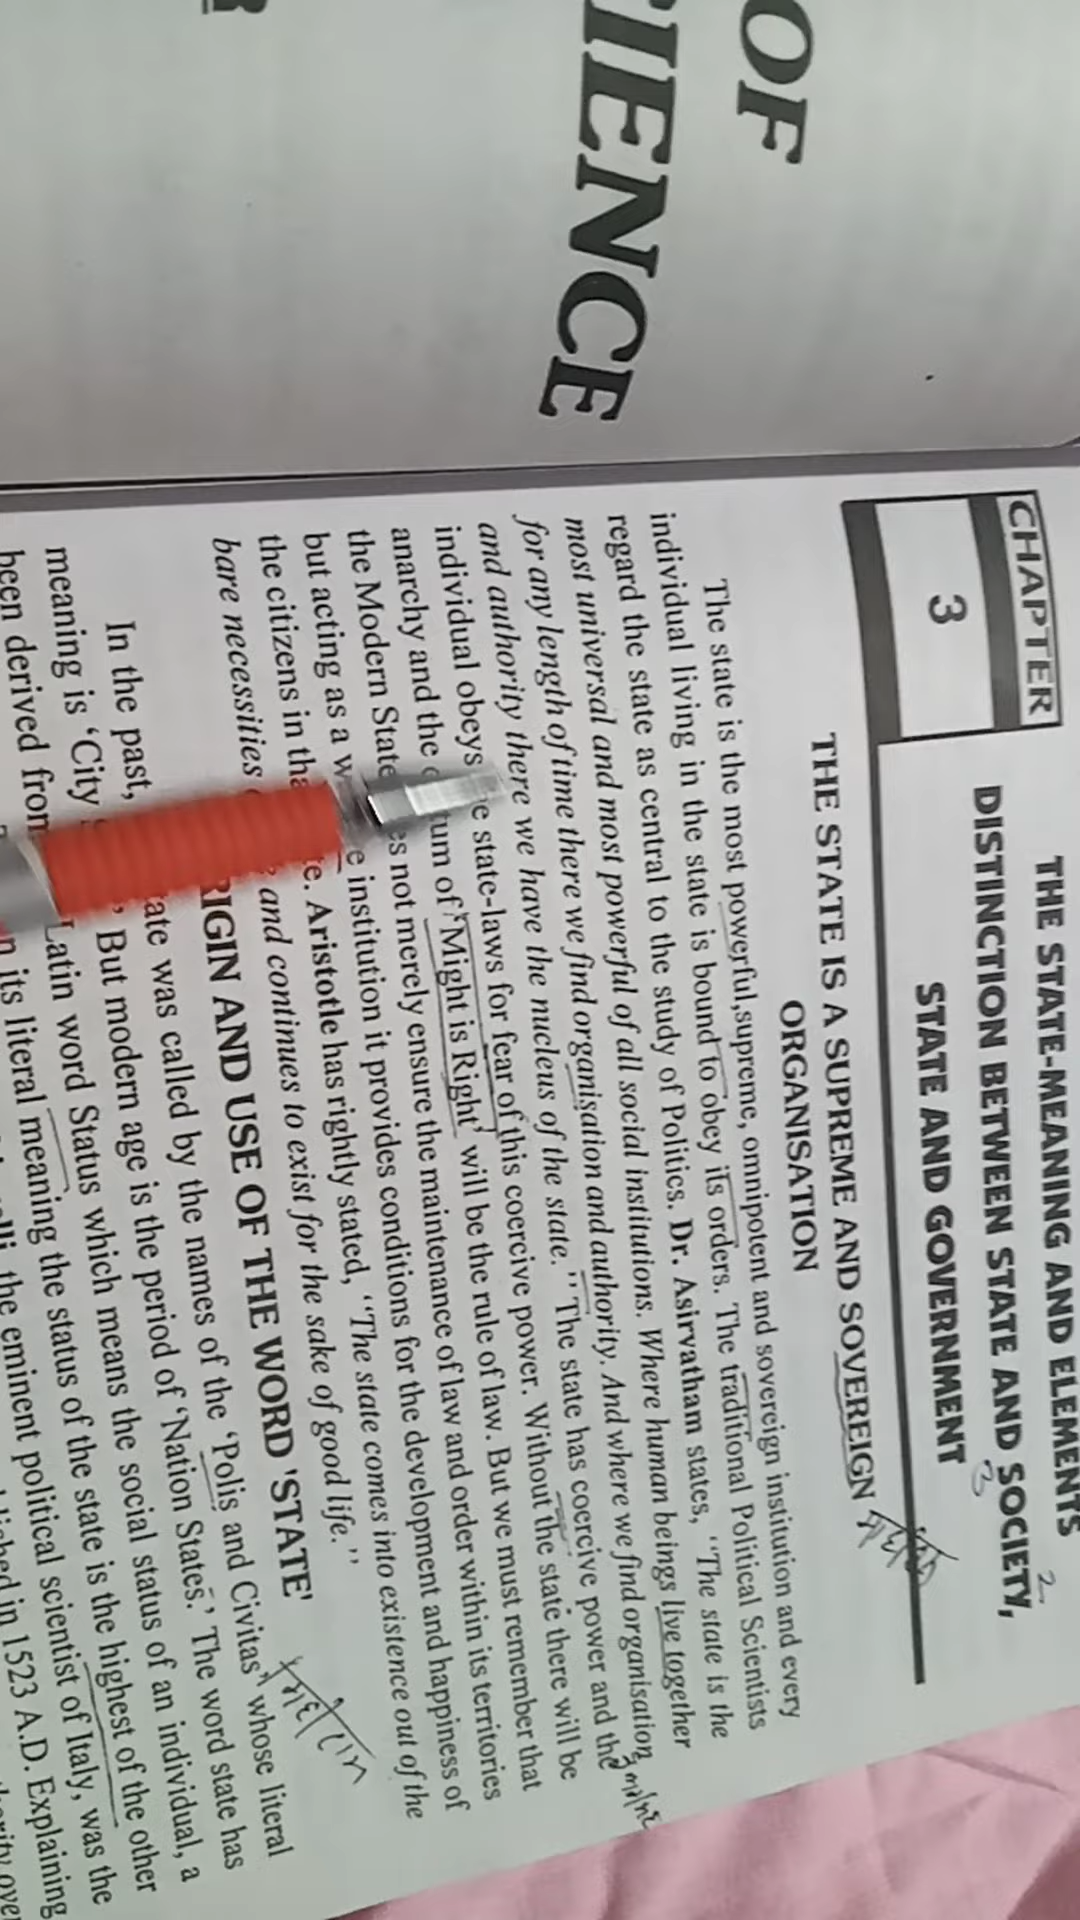 OF
IENCE
CHAPTER
3
THE STATE-MEANING AND ELEMENTS
DISTINCTION BETWEEN STATE AND SOCIETY,
STATE AND GOVERNMENT
2
3
THE STATE IS A SUPREME AND SOVEREIGN
ORGANISATION
The state is the most powerful,supreme, omnipotent and sovereign institution and every
individual living in the state is bound to obey its orders. The traditional Political Scientists
regard the state as central to the study of Politics. Dr. Asirvatham states, "The state is the
most universal and most powerful of all social institutions. Where human beings live together
for any length of time there we find organisation and authority. And where we find organisation
and authority there we have the nucleus of the state." The state has coercive power and the
individual obeys e state-laws for fear of this coercive power. Without the state there will be
anarchy and the tum of 'Might is Right' will be the rule of law. But we must remember that
the Modern State es not merely ensure the maintenance of law and order within its territories
but acting as a w e institution it provides conditions for the development and happiness of
the citizens in tha e. Aristotle has rightly stated, "The state comes into existence out of the
bare necessities and continues to exist for the sake of good life."
RIGIN AND USE OF THE WORD 'STATE'
In the past, tate was called by the names of the 'Polis and Civitas' whose literal
meaning is 'City , But modern age is the period of 'Nation States.' The word state has
been derived from Latin word Status which means the social status of an individual, a
n its literal meaning the status of the state is the highest of the other
the eminent political scientist of Italy, was the
in 1523 A.D. Explaining